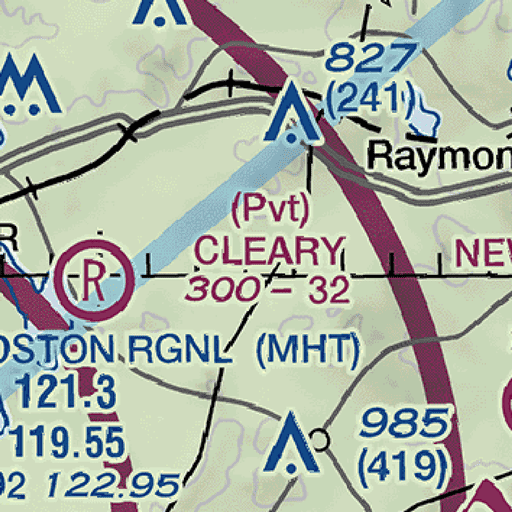 827
(241)
Raymon
R
(Pvt)
CLEARY
300 – 32
NEW
R
OSTON RGNL (MHT)
121.3
119.55
92 122.95
985
(419)